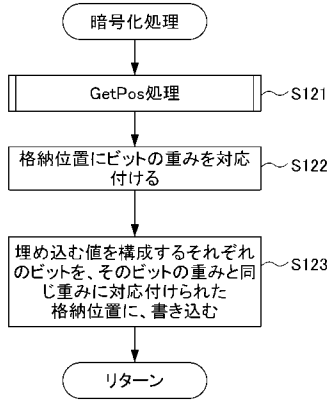 暗号化処理
GetPos処理
S121
格納位置にビットの重みを対応
付ける
S122
埋め込む値を構成するそれぞれ
のビットを、そのビットの重みと同
じ重みに対応付けられた
格納位置に、書き込む
S123
リターン